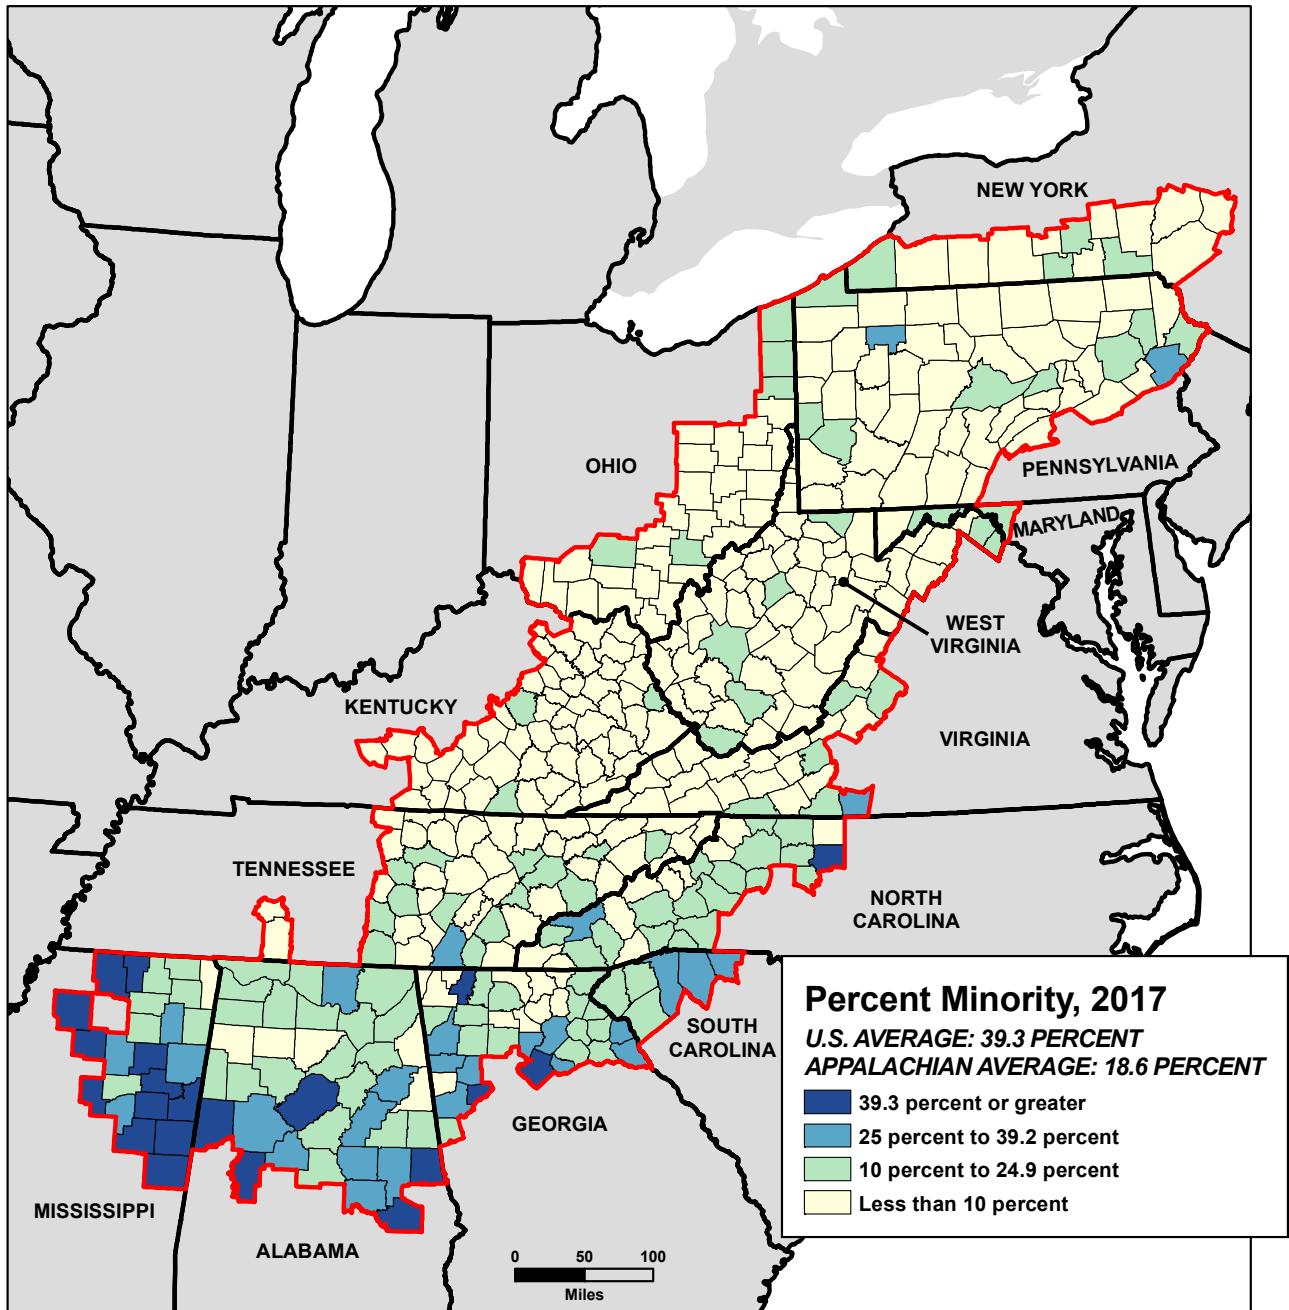 NEW YORK
OHIO
PENNSYLVANIA
MARYLAND
WEST
VIRGINIA
KENTUCKY
VIRGINIA
TENNESSEE
NORTH
CAROLINA
SOUTH
CAROLINA
GEORGIA
MISSISSIPPI
ALABAMA
Percent Minority, 2017
U.S. AVERAGE: 39.3 PERCENT
APPALACHIAN AVERAGE: 18.6 PERCENT
39.3 percent or greater
25 percent to 39.2 percent
10 percent to 24.9 percent
Less than 10 percent
0 50 100
Miles